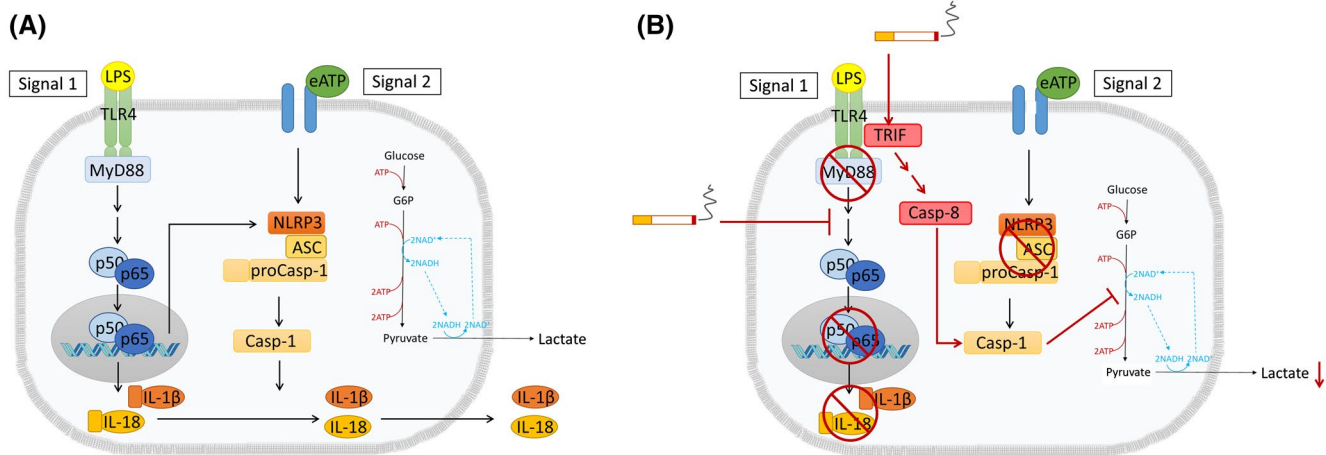 (A)
Signal 1
LPS
TLR4
MyD88
p50
p65
p50
p65
IL-1β
IL-18
eATP
Signal 2
NLRP3
ASC
proCasp-1
Casp-1
IL-1β
IL-18
IL-1β
IL-18
Glucose
ATP
G6P
ATP
2NAD⁺
2NADH
2ATP
2ATP
2NADH 2NAD⁺
Pyruvate
Lactate
(B)
Signal 1
LPS
TLR4
TRIF
MyD88
Casp-8
p50
p65
p50
p65
IL-1β
IL-18
eATP
Signal 2
NLRP3
ASC
proCasp-1
Casp-1
Glucose
ATP
G6P
ATP
2NAD⁺
2NADH
2ATP
2ATP
2NADH 2NAD⁺
Pyruvate
Lactate